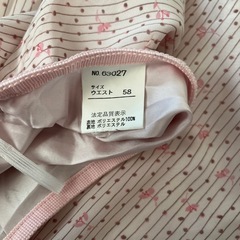 NO. 63027
サイズ
ウエスト 58
法定品質表示
表地 ポリエステル100%
裏地 ポリエステル